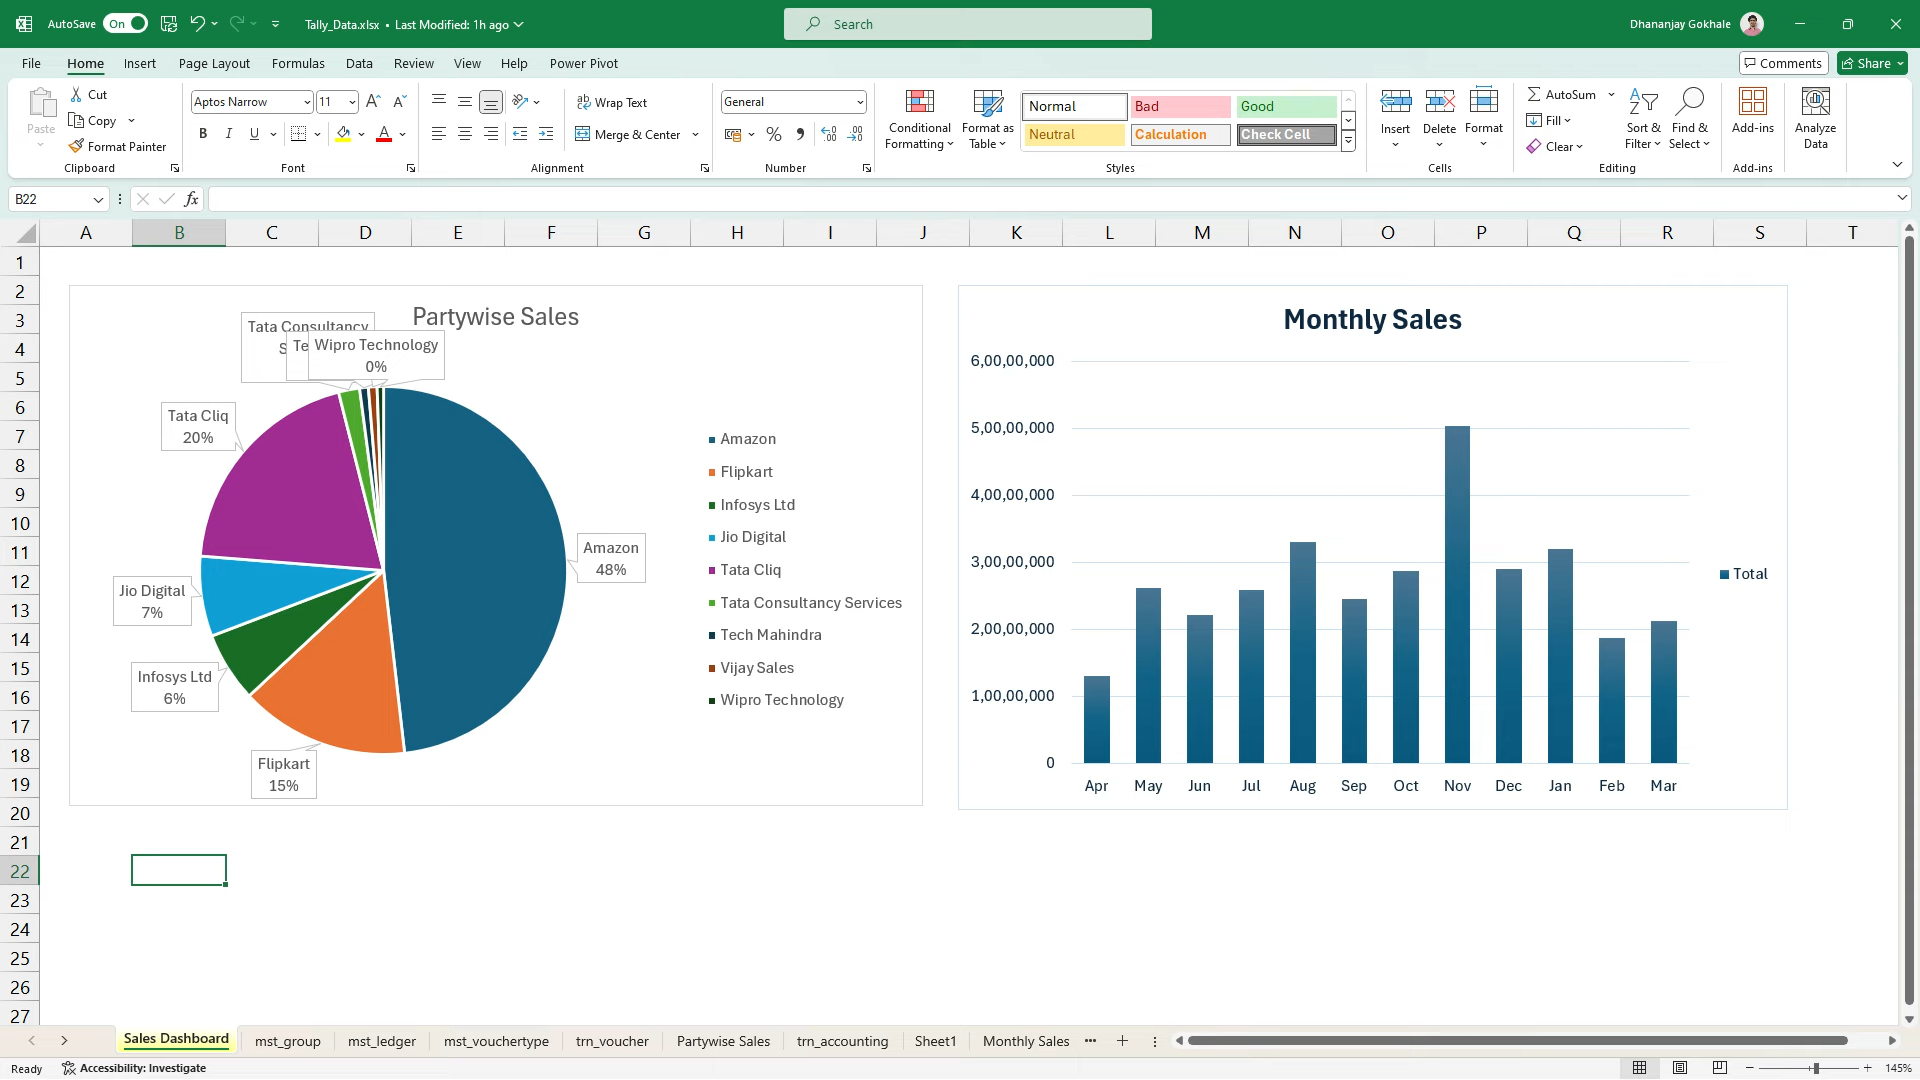 AutoSave On Tally_Data.xlsx • Last Modified: 1h ago Search Dhananjay Gokhale
File Home Insert Page Layout Formulas Data Review View Help Power Pivot Comments Share
Paste Cut Copy Format Painter Clipboard
Aptos Narrow 11 B I U A Font
Wrap Text Merge & Center Alignment
General % Number
Conditional Formatting Format as Table
Normal Bad Good
Neutral Calculation Check Cell
Styles
Insert Delete Format Cells
AutoSum Fill Clear Sort & Filter Find & Select Editing
Add-ins Add-ins
Analyze Data
B22 fx
A B C D E F G H I J K L M N O P Q R S T
1
2
3
4
5
6
7
8
9
10
11
12
13
14
15
16
17
18
19
20
21
22
23
24
25
26
27
Partywise Sales
Tata Consultancy
S
Te
Wipro Technology
0%
Tata Cliq
20%
Amazon
48%
Jio Digital
7%
Infosys Ltd
6%
Flipkart
15%
Amazon
Flipkart
Infosys Ltd
Jio Digital
Tata Cliq
Tata Consultancy Services
Tech Mahindra
Vijay Sales
Wipro Technology
Monthly Sales
6,00,00,000
5,00,00,000
4,00,00,000
3,00,00,000
2,00,00,000
1,00,00,000
0
Apr May Jun Jul Aug Sep Oct Nov Dec Jan Feb Mar
Total
Sales Dashboard mst_group mst_ledger mst_vouchertype trn_voucher Partywise Sales trn_accounting Sheet1 Monthly Sales
Ready Accessibility: Investigate 145%